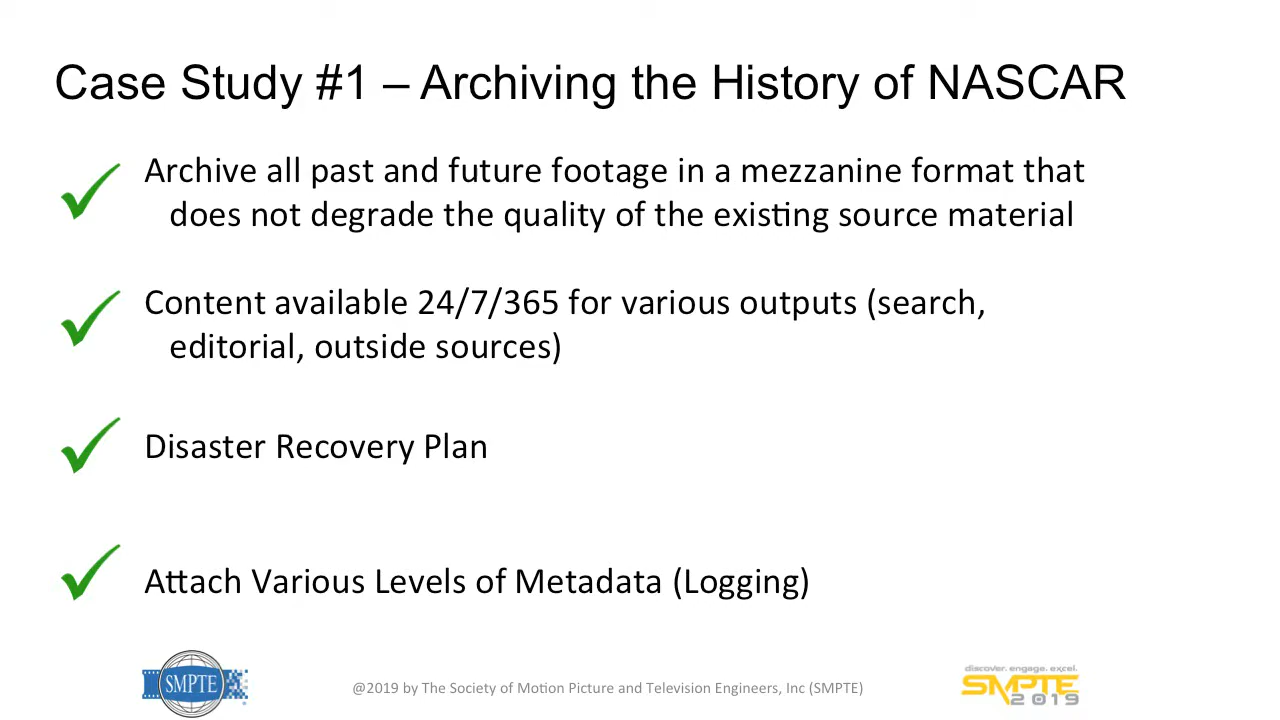 Case Study #1 – Archiving the History of NASCAR
Archive all past and future footage in a mezzanine format that
does not degrade the quality of the existing source material
Content available 24/7/365 for various outputs (search,
editorial, outside sources)
Disaster Recovery Plan
Attach Various Levels of Metadata (Logging)
SMPTE
@2019 by The Society of Motion Picture and Television Engineers, Inc (SMPTE)
discover. engage. excel.
SMPTE
2019